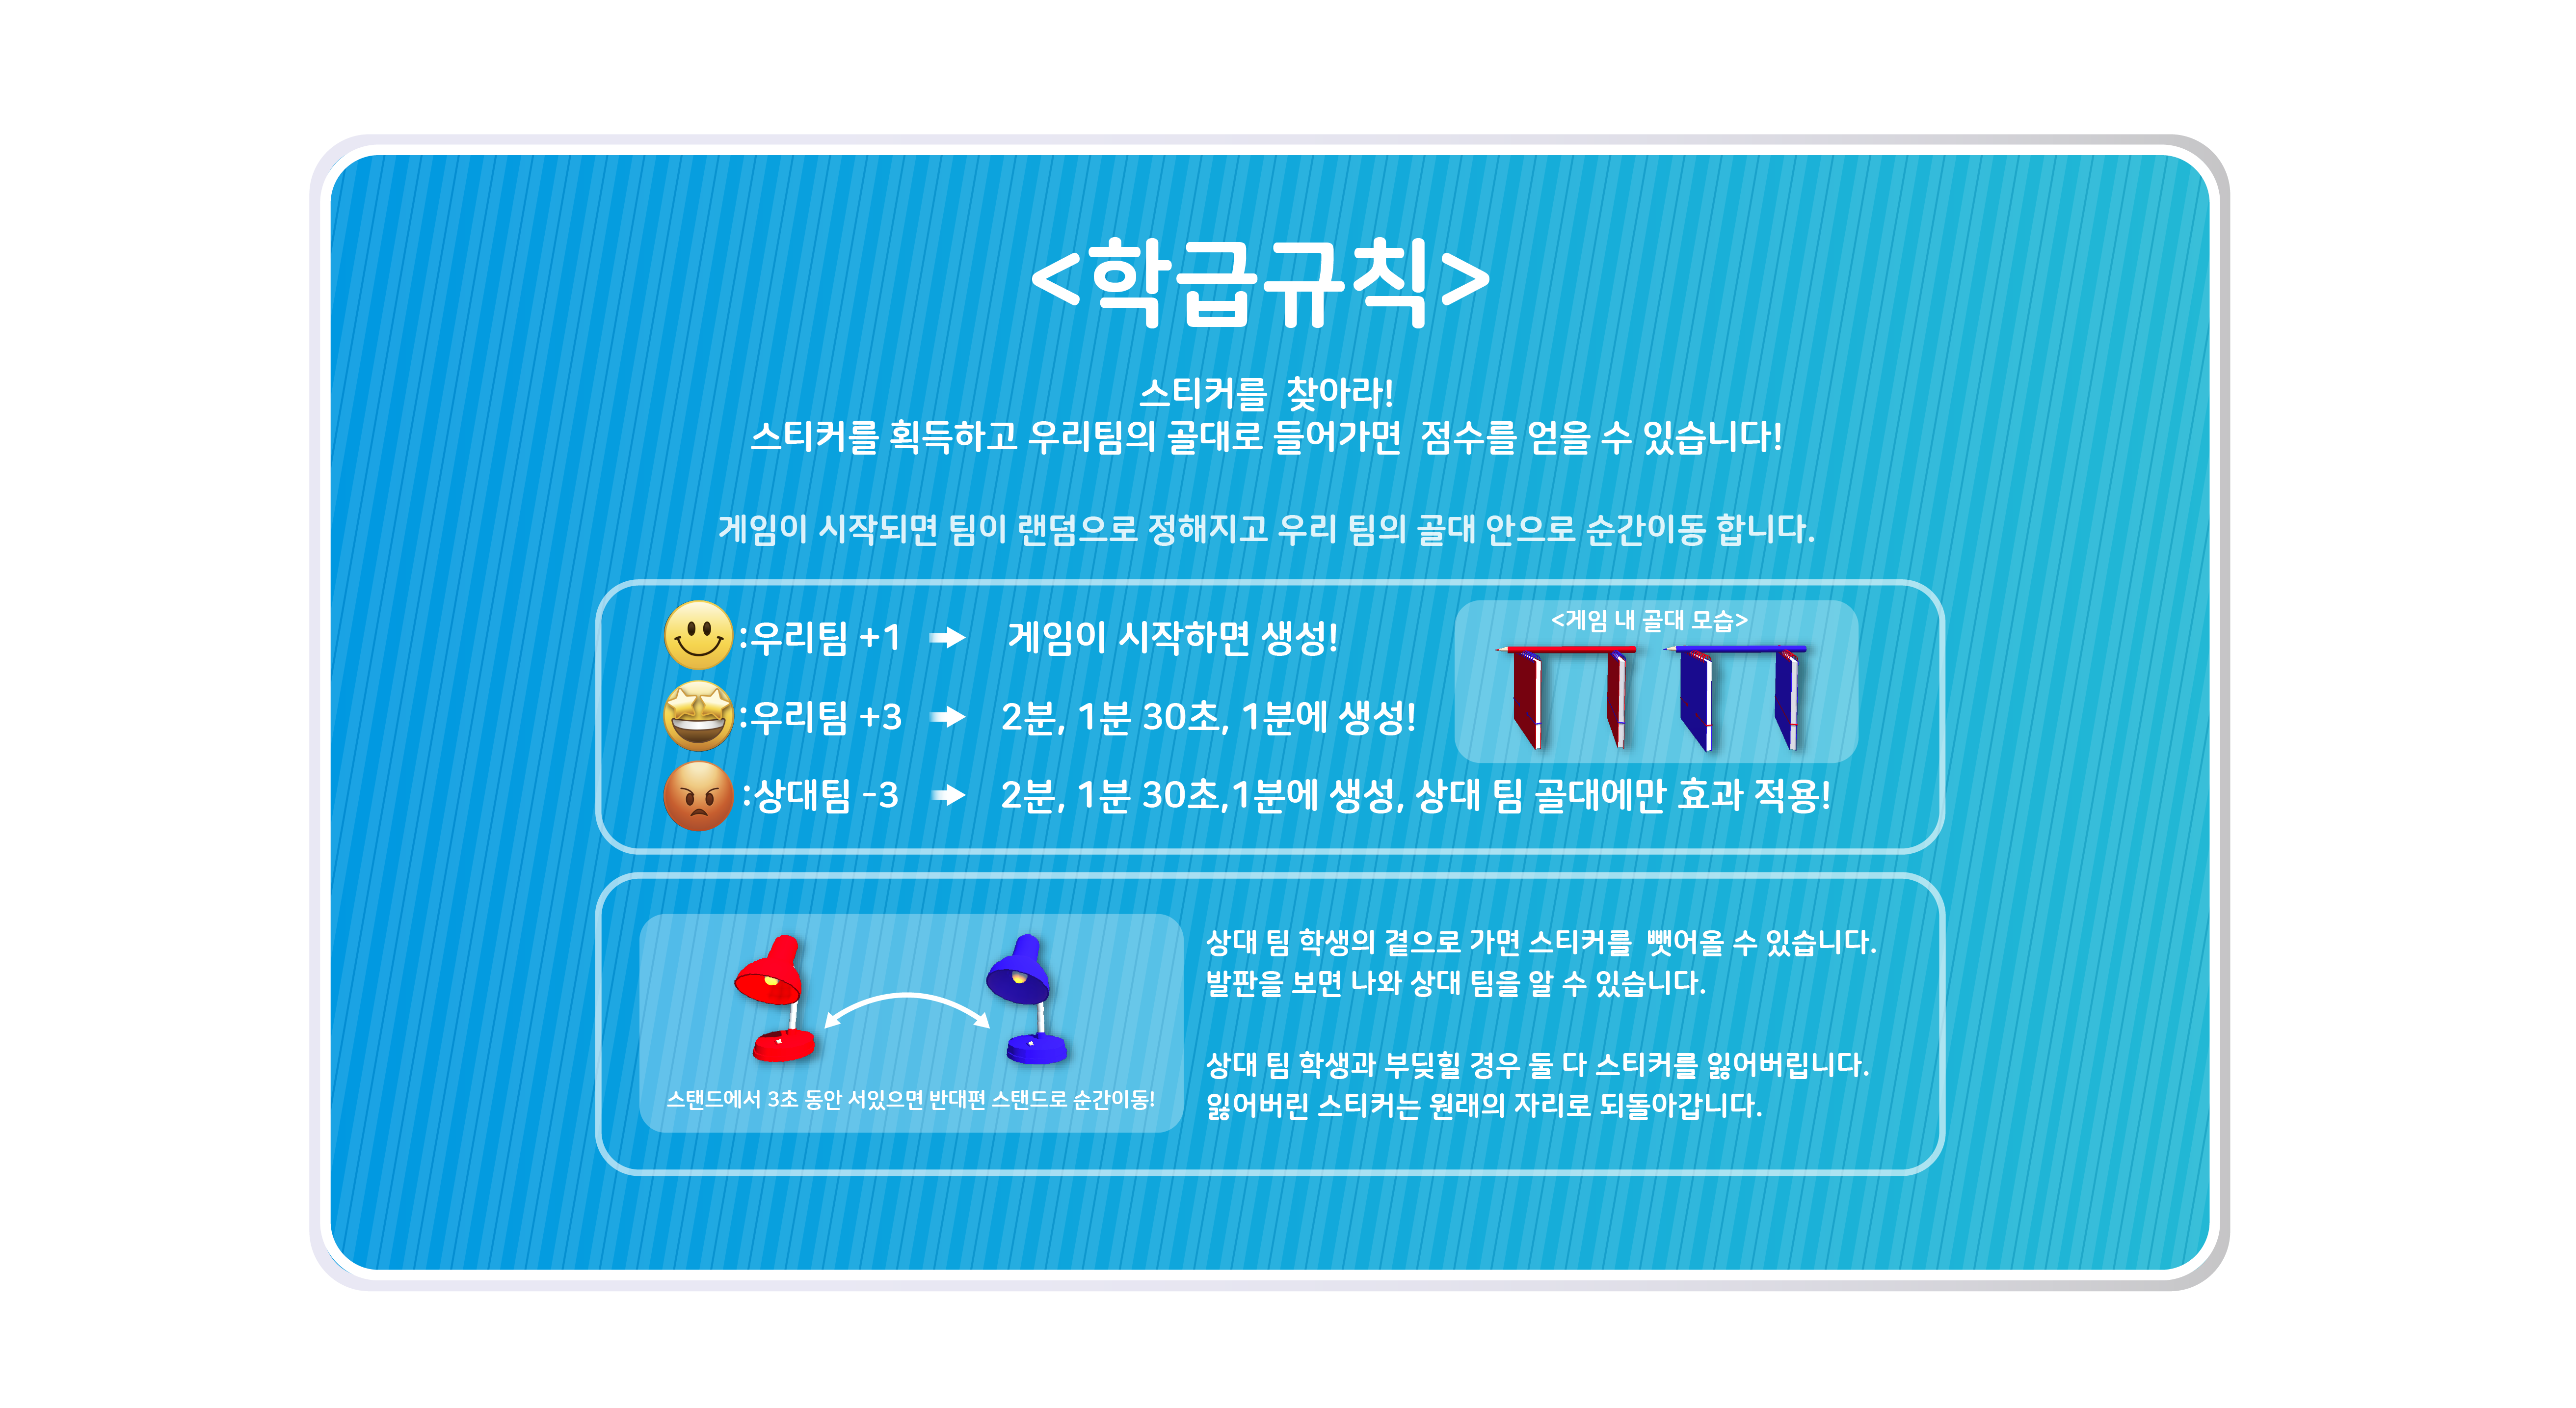 <학급규칙>
스티커를 찾아라!
스티커를 획득하고 우리팀의 골대로 들어가면 점수를 얻을 수 있습니다!
게임이 시작되면 팀이 랜덤으로 정해지고 우리 팀의 골대 안으로 순간이동 합니다.
:우리팀 +1 게임이 시작하면 생성!
<게임 내 골대 모습>
:우리팀 +3 2분, 1분 30초, 1분에 생성!
:상대팀 -3 2분, 1분 30초,1분에 생성, 상대 팀 골대에만 효과 적용!
스탠드에서 3초 동안 서있으면 반대편 스탠드로 순간이동!
상대 팀 학생의 곁으로 가면 스티커를 뺏어올 수 있습니다.
발판을 보면 나와 상대 팀을 알 수 있습니다.
상대 팀 학생과 부딪힐 경우 둘 다 스티커를 잃어버립니다.
잃어버린 스티커는 원래의 자리로 되돌아갑니다.